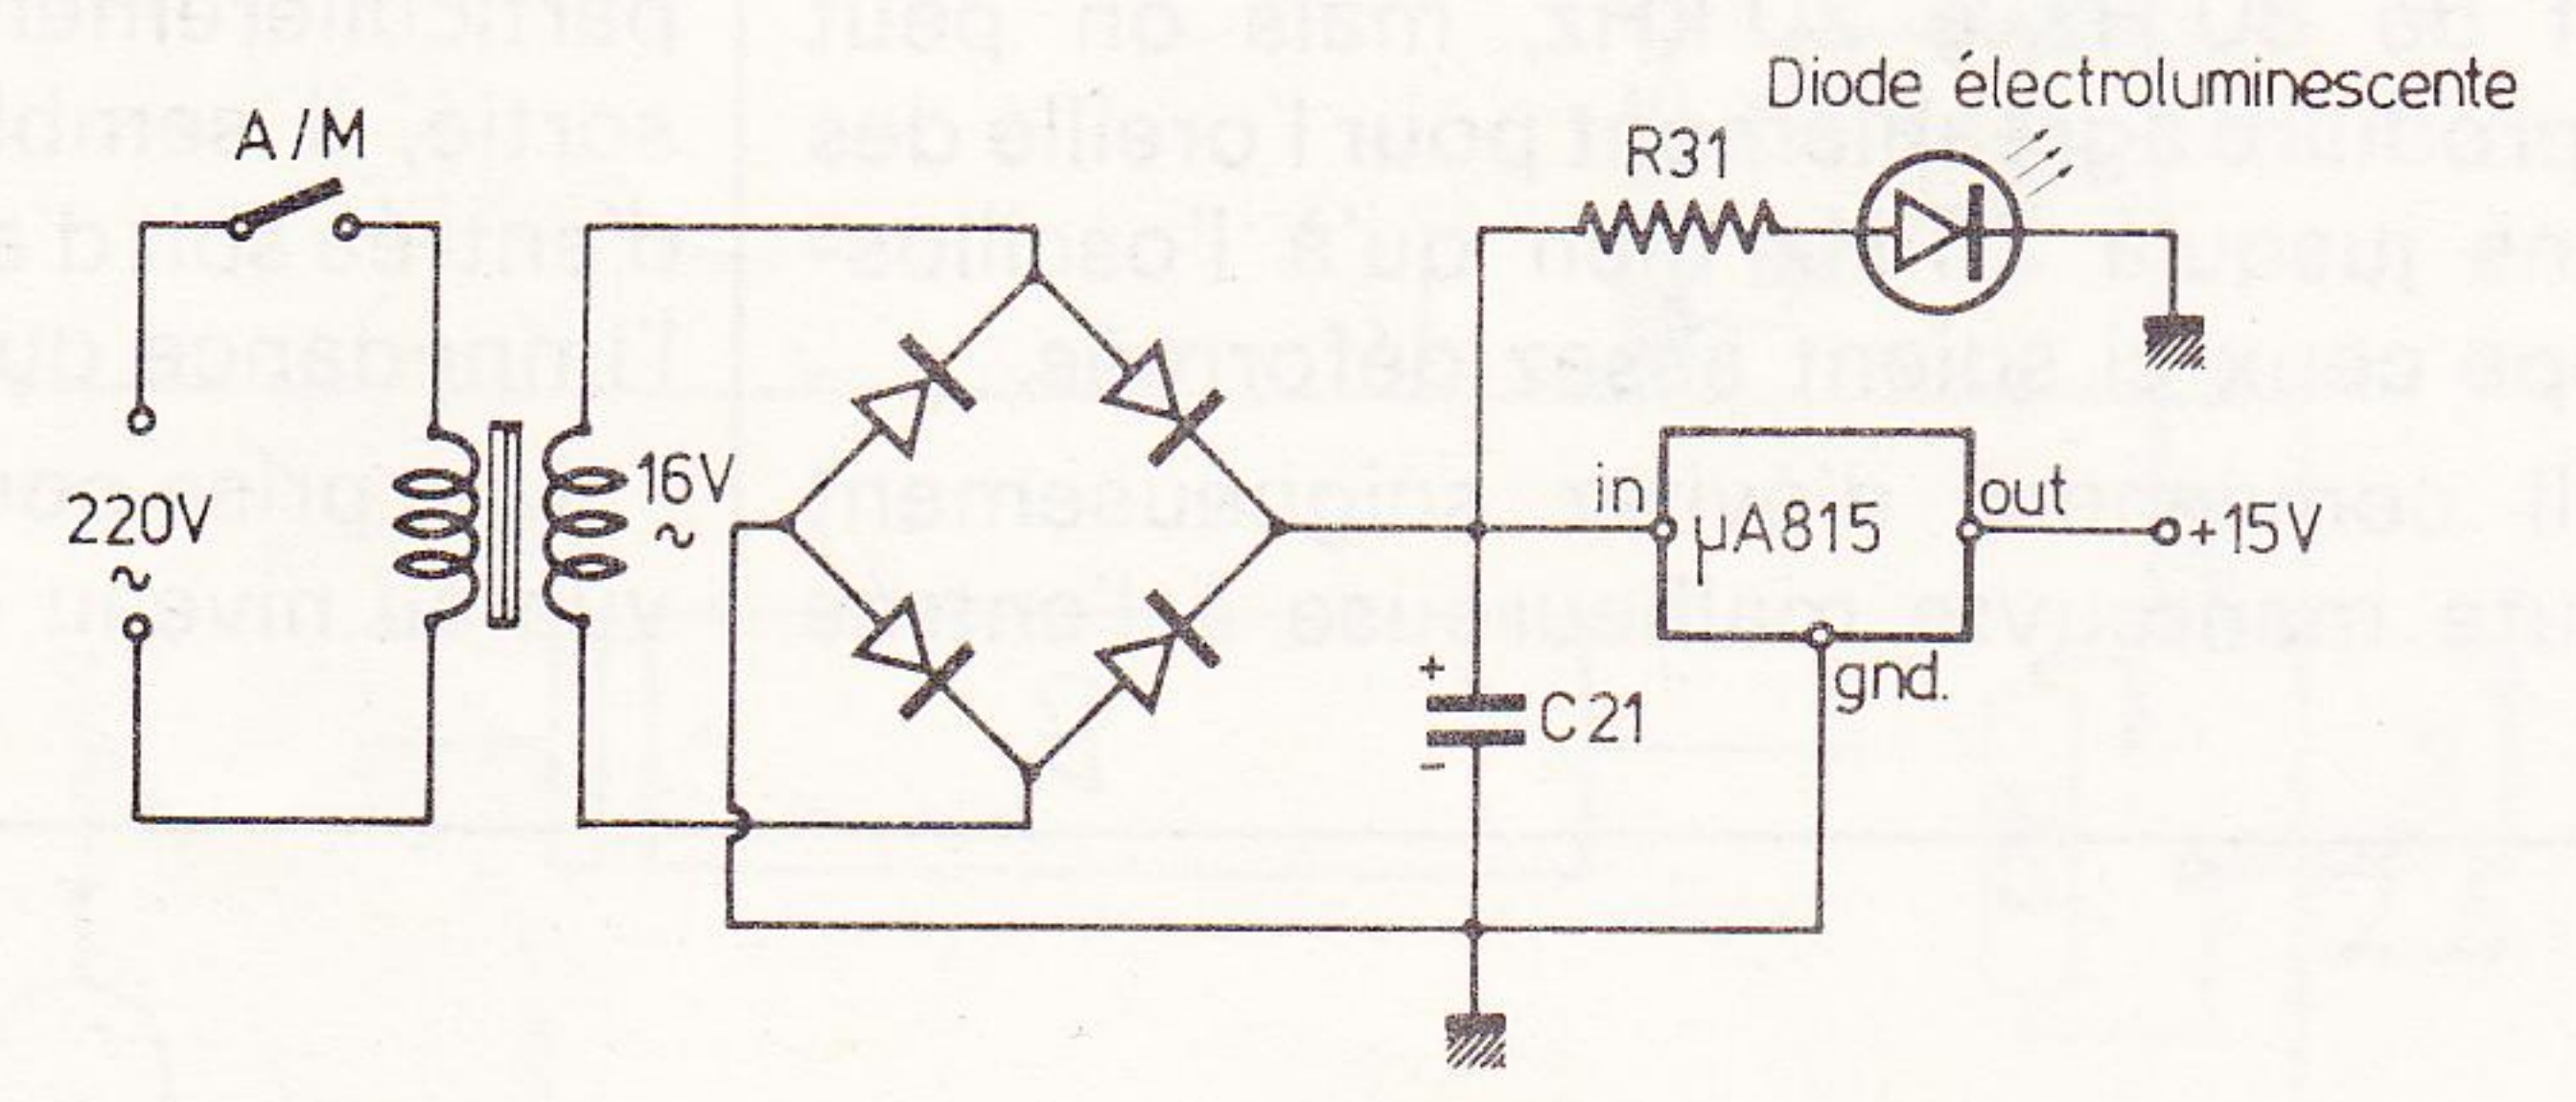 Diode électroluminescente
A/M
R31
220V
~
16V
~
in
µA815
out
+15V
gnd.
+
C21
-